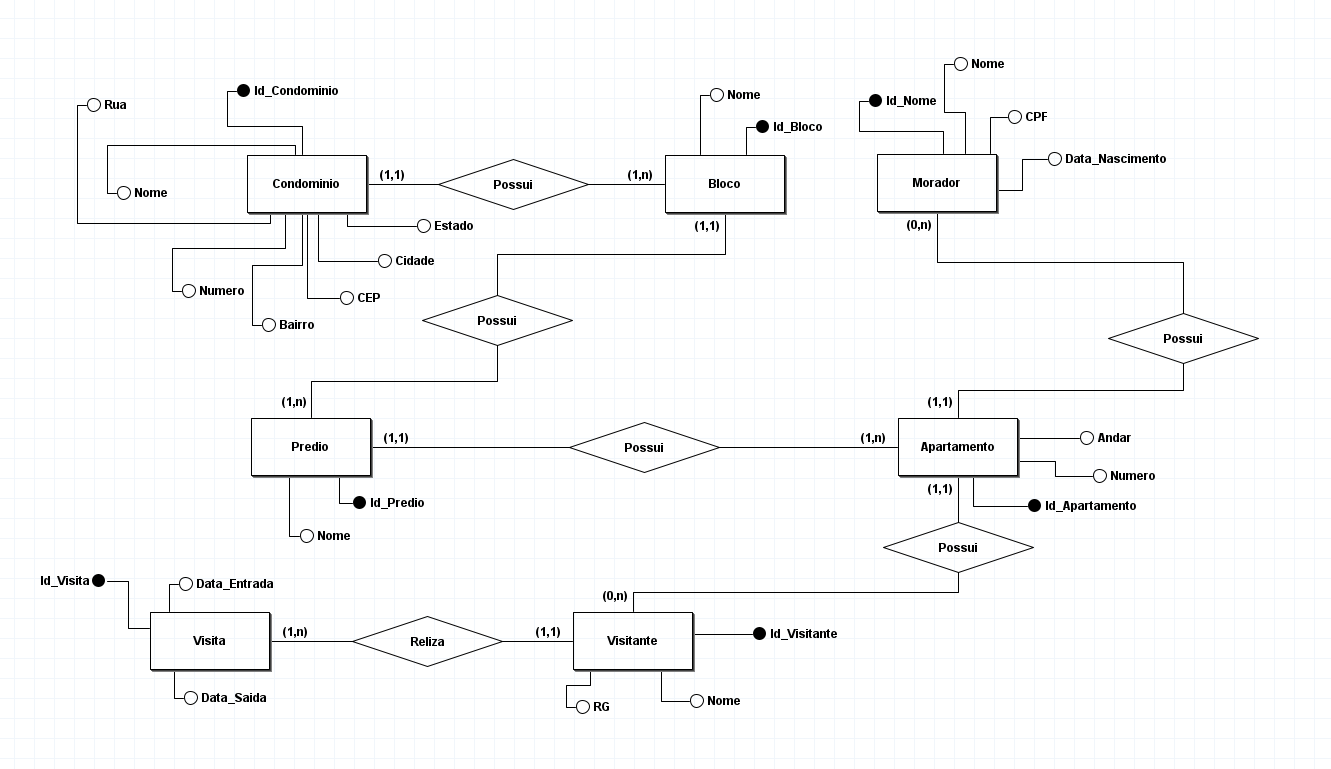 Nome
Id_Condominio
Nome
Id_Nome
Rua
CPF
Id_Bloco
Data_Nascimento
Condominio
(1,1)
Possui
(1,n)
Bloco
Morador
Nome
Estado
(1,1)
(0,n)
Cidade
Numero
CEP
Bairro
Possui
Possui
(1,n)
(1,1)
Predio
(1,1)
Possui
(1,n)
Apartamento
Andar
Numero
(1,1)
Id_Predio
Id_Apartamento
Nome
Possui
Id_Visita
Data_Entrada
(0,n)
Visita
(1,n)
Reliza
(1,1)
Visitante
Id_Visitante
Data_Saida
RG
Nome